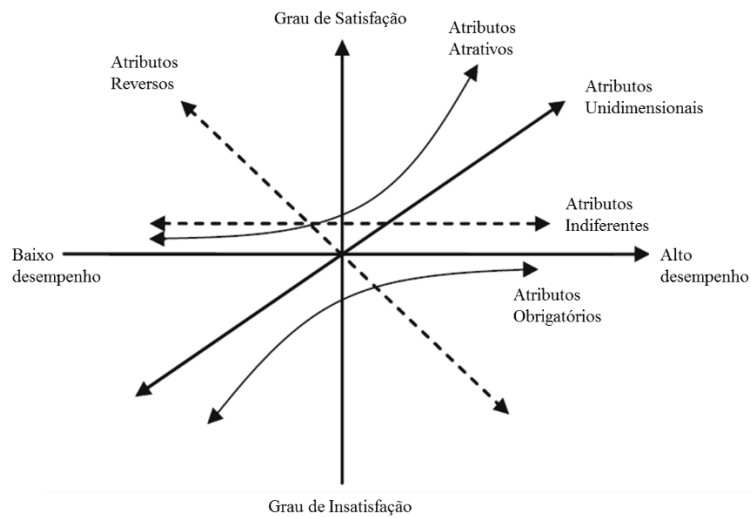 Grau de Satisfação
Atributos
Atrativos
Atributos
Reversos
Atributos
Unidimensionais
Atributos
Indiferentes
Baixo
desempenho
Alto
desempenho
Atributos
Obrigatórios
Grau de Insatisfação